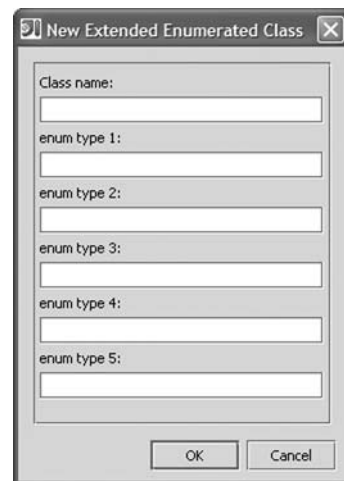 New Extended Enumerated Class
Class name:
enum type 1:
enum type 2:
enum type 3:
enum type 4:
enum type 5:
OK Cancel